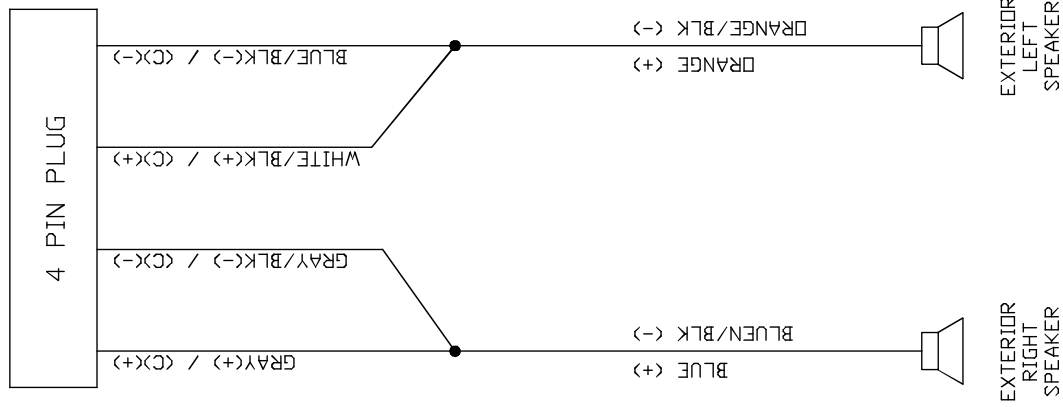 4 PIN PLUG
BLUE/BLK(-) / (C)(-)
WHITE/BLK(+) / (C)(+)
GRAY/BLK(-) / (C)(-)
GRAY(+) / (C)(+)
ORANGE/BLK (-)
ORANGE (+)
BLUEN/BLK (-)
BLUE (+)
EXTERIOR
LEFT
SPEAKER
EXTERIOR
RIGHT
SPEAKER